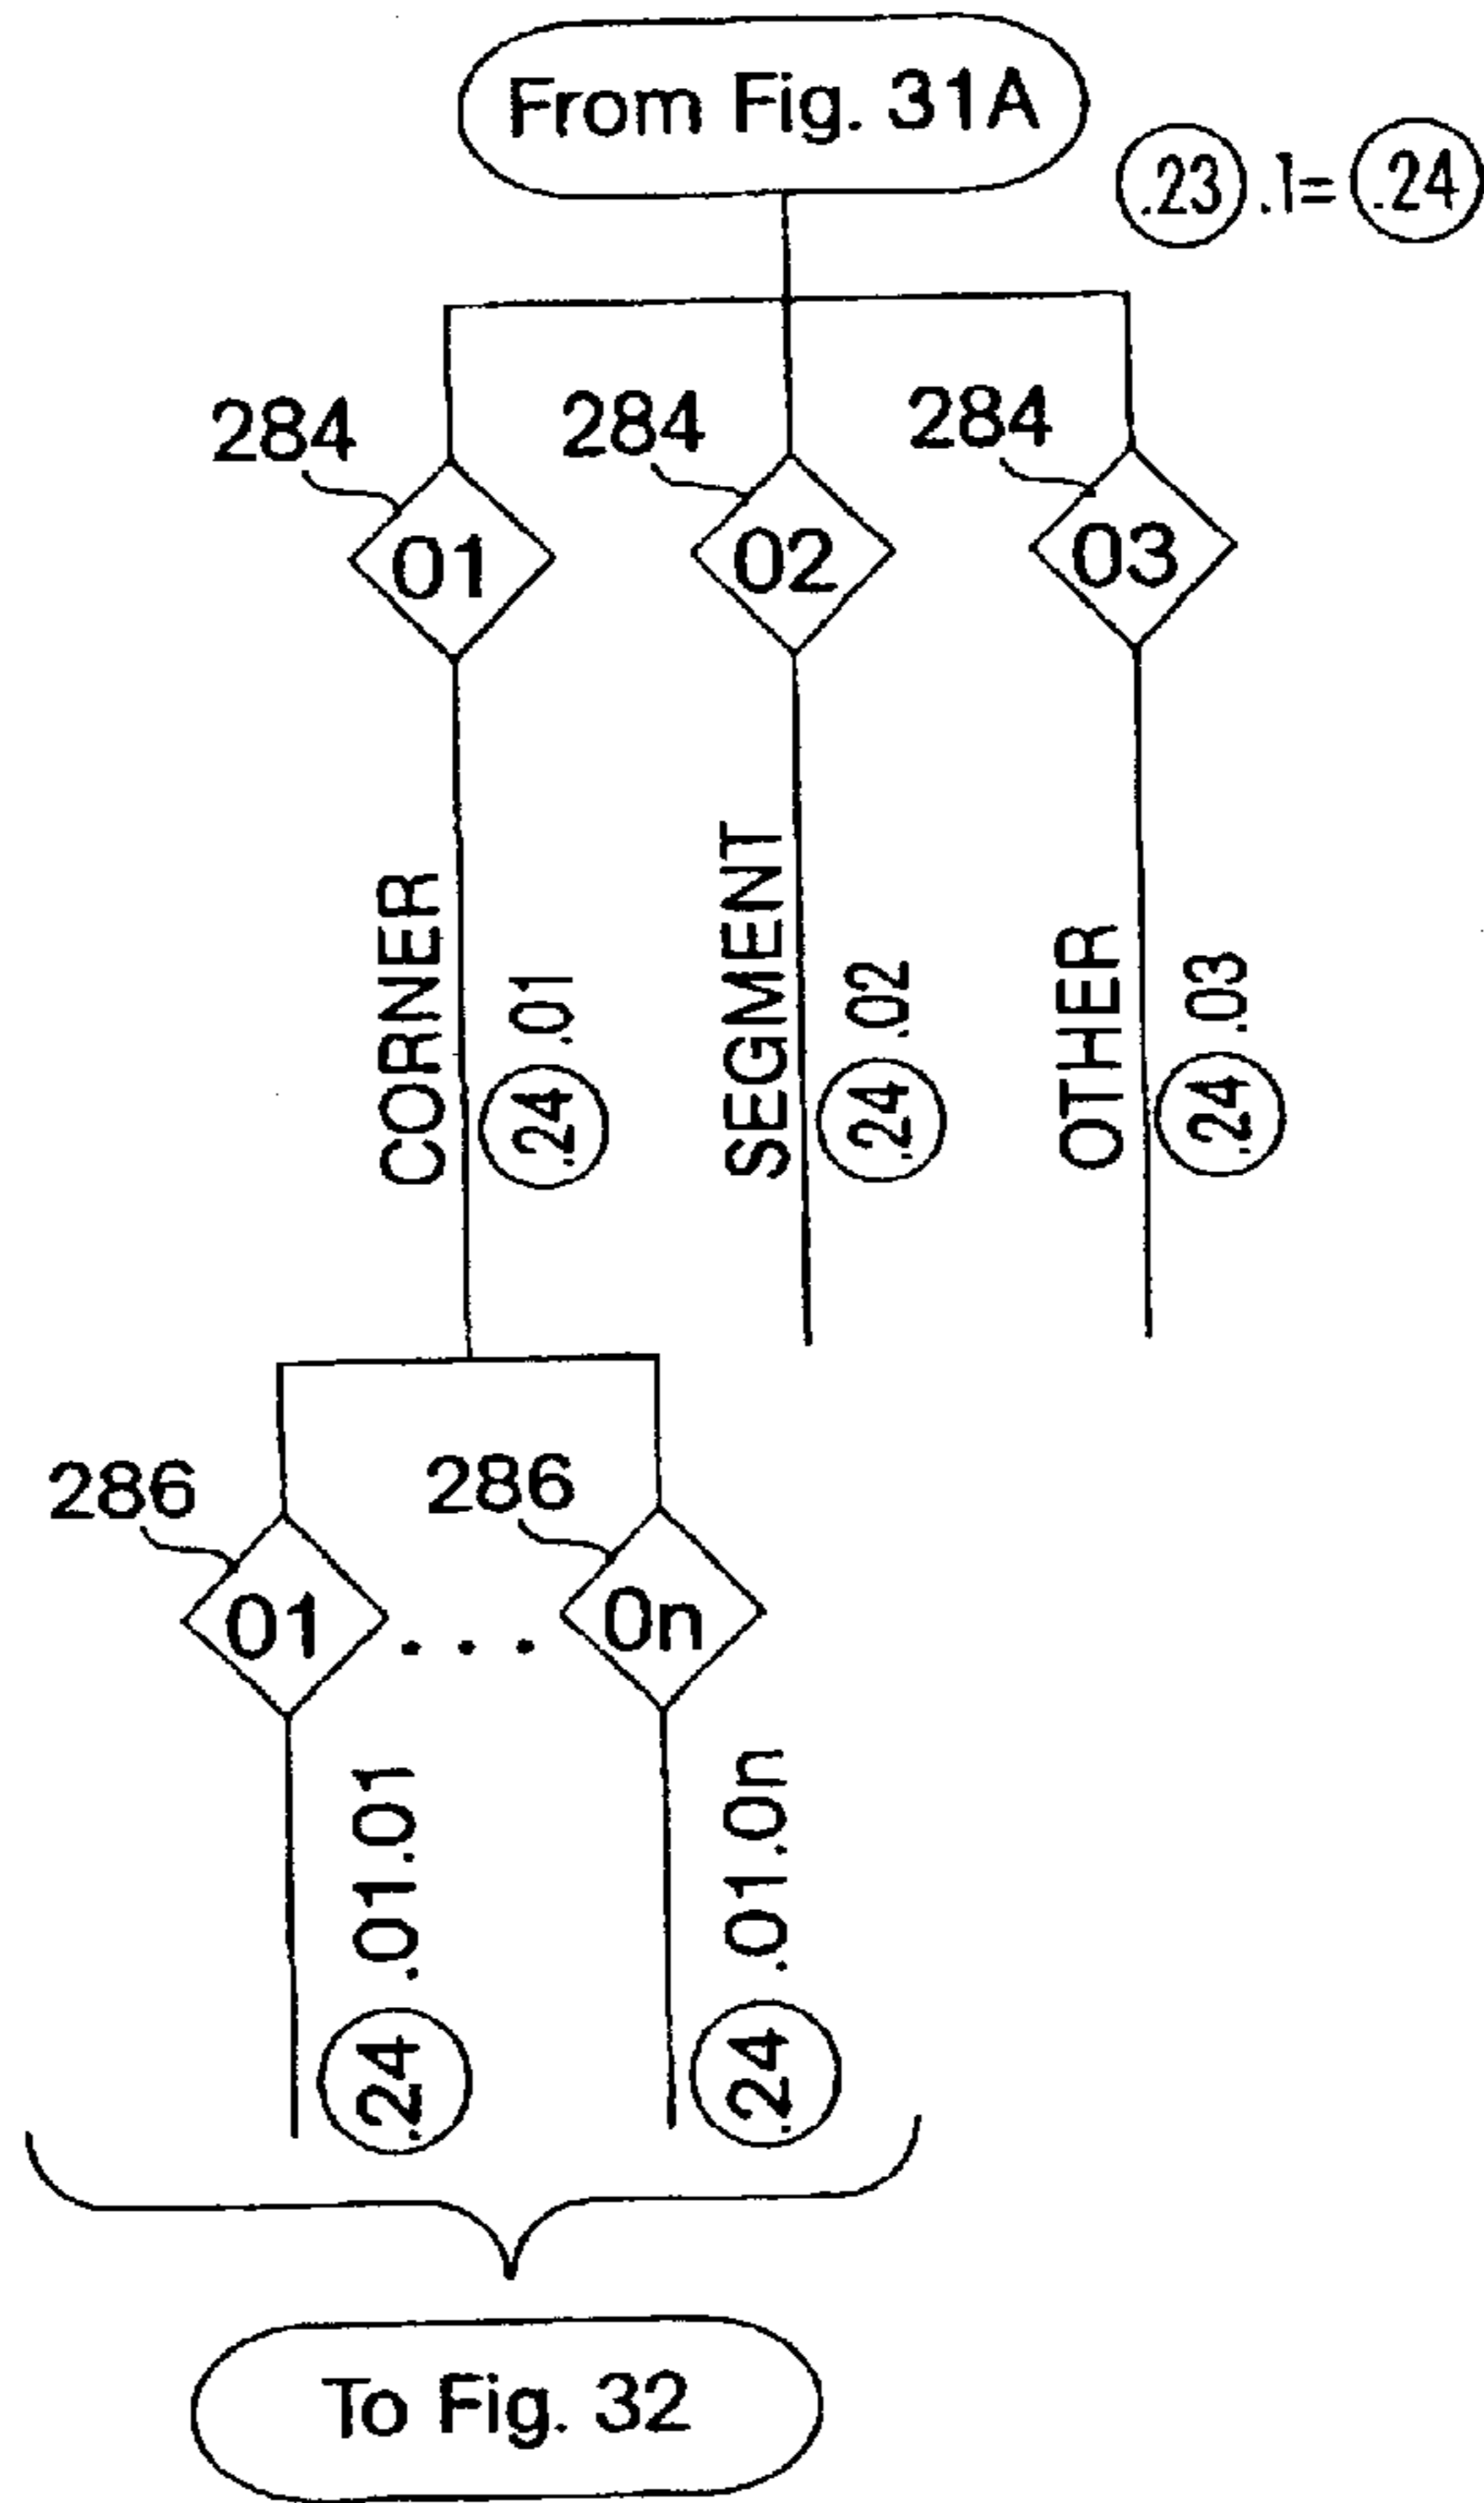 From Fig. 31A
.23 .1= .24
284 284 284
01 02 03
CORNER
.24 .01
SEGMENT
.24 .02
OTHER
.24 .03
286 286
01 . . . 0n
.24 .01.01
.24 .01.0n
To Fig. 32